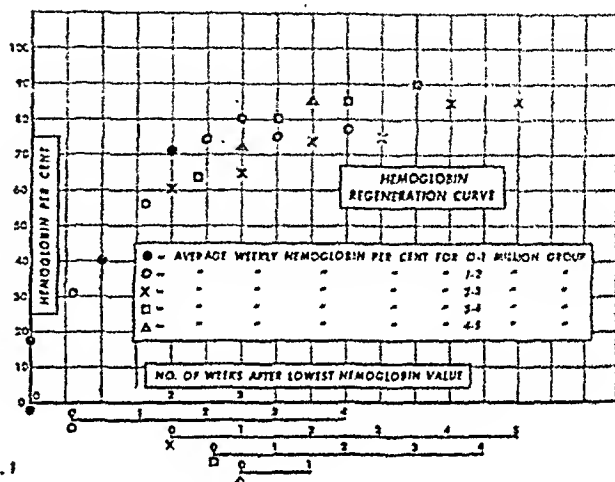 100
90
80
70
60
50
40
30
20
10
0
HEMOGLOBIN PER CENT
HEMOGLOBIN
REGENERATION CURVE
● = AVERAGE WEEKLY HEMOGLOBIN PER CENT FOR 0-1 MILLION GROUP
○ = " " " " " 1-2 " "
X " " " " " 2-3 " "
□ " " " " " 3-4 " "
△ " " " " " 4-5 " "
NO. OF WEEKS AFTER LOWEST HEMOGLOBIN VALUE
0 2 3
0 1 2 3 4
0 1 2 3 4 5
0 1 2 3 4
0 1
.1